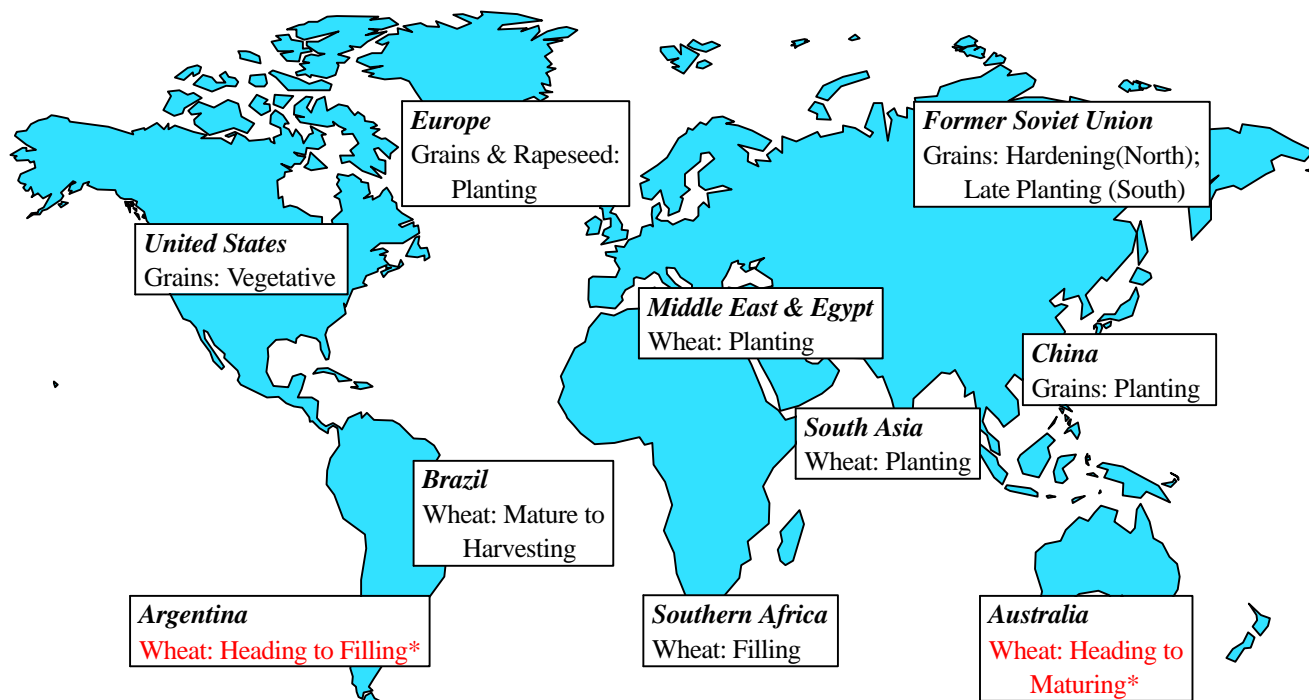 Europe
Grains & Rapeseed:
Planting
Former Soviet Union
Grains: Hardening(North);
Late Planting (South)
United States
Grains: Vegetative
Middle East & Egypt
Wheat: Planting
China
Grains: Planting
South Asia
Wheat: Planting
Brazil
Wheat: Mature to
Harvesting
Argentina
Wheat: Heading to Filling*
Southern Africa
Wheat: Filling
Australia
Wheat: Heading to
Maturing*